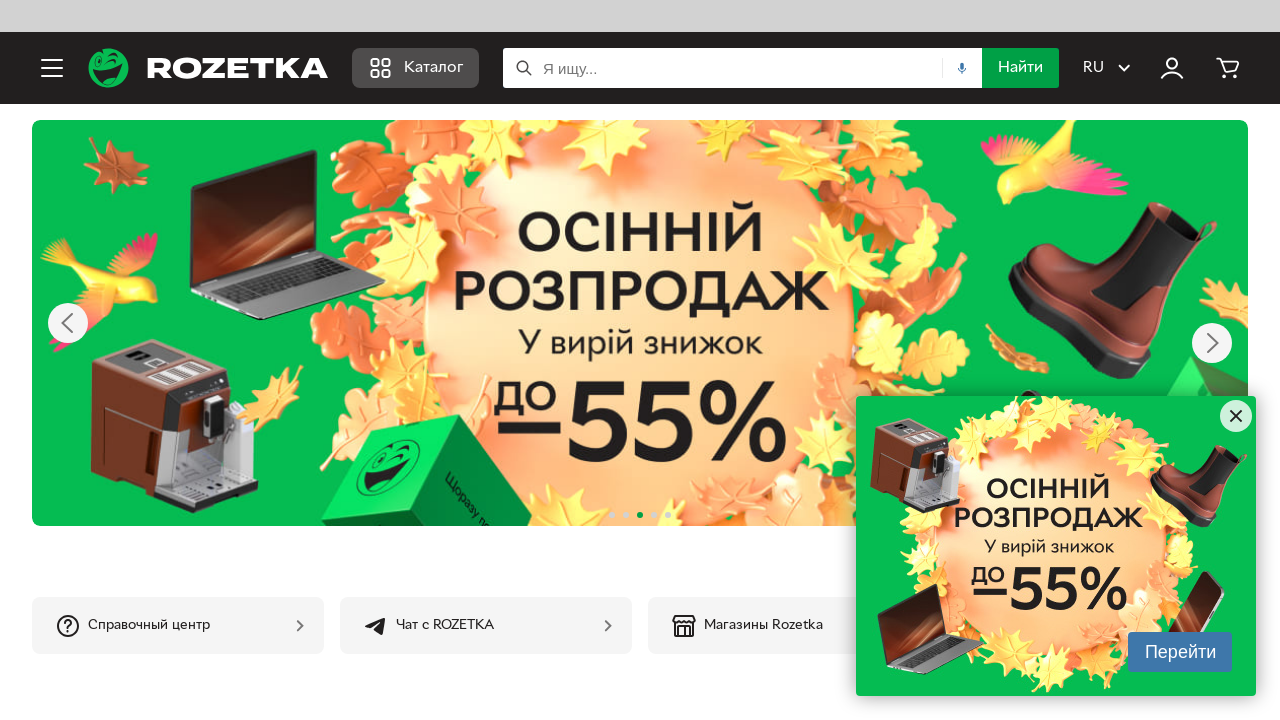 ROZETKA
Каталог
Я ищу...
Найти
RU
ОСІННІЙ
РОЗПРОДАЖ
У вирій знижок
ДО
–55%
Щоразу
ОСІННІЙ
РОЗПРОДАЖ
У вирій знижок
ДО
–55%
Перейти
Справочный центр
Чат с ROZETKA
Магазины Rozetka